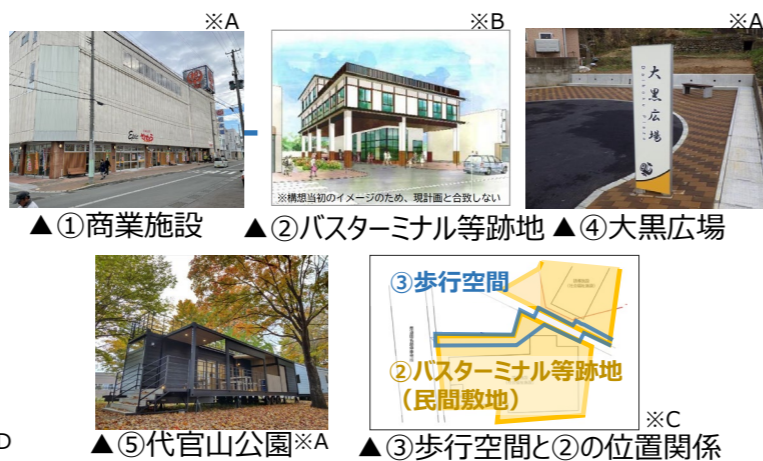 ※A
※B
※A
大黒広場
※構想当初のイメージのため、現計画と合致しない
▲①商業施設
▲②バスターミナル等跡地
▲④大黒広場
③歩行空間
②バスターミナル等跡地
（民間敷地）
※C
D
▲⑤代官山公園※A
▲③歩行空間と②の位置関係